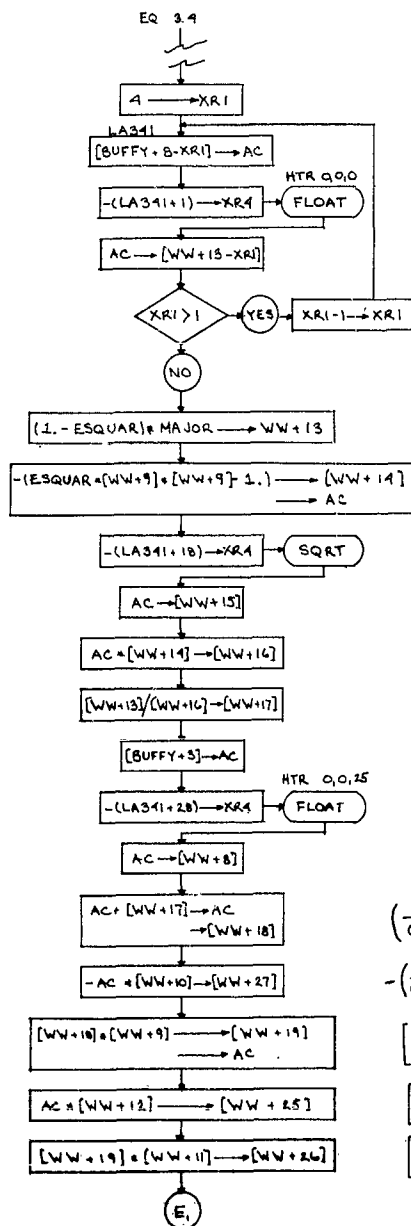 EQ 3.4
4 → XR1
LA341
[BUFFY + 8 - XR1] → AC
HTR 0,0,0
-(LA341+1) → XR4
FLOAT
AC → [WW + 13 - XR1]
XR1 > 1
YES
XR1 - 1 → XR1
NO
(1. - ESQUAR) * MAJOR → WW + 13
-(ESQUAR * [WW+9] * [WW+9] - 1.) → [WW + 14]
→ AC
-(LA341 + 18) → XR4
SQRT
AC → [WW + 15]
AC * [WW+14] → [WW + 16]
[WW+13]/[WW+16] → [WW+17]
[BUFFY + 3] → AC
HTR 0,0,25
-(LA341 + 28) → XR4
FLOAT
AC → [WW + 8]
AC + [WW + 17] → AC
→ [WW + 18]
-AC * [WW+10] → [WW + 27]
[WW + 18] * [WW + 9] → [WW + 19]
→ AC
AC * [WW + 12] → [WW + 25]
[WW + 19] * [WW + 11] → [WW + 26]
E1